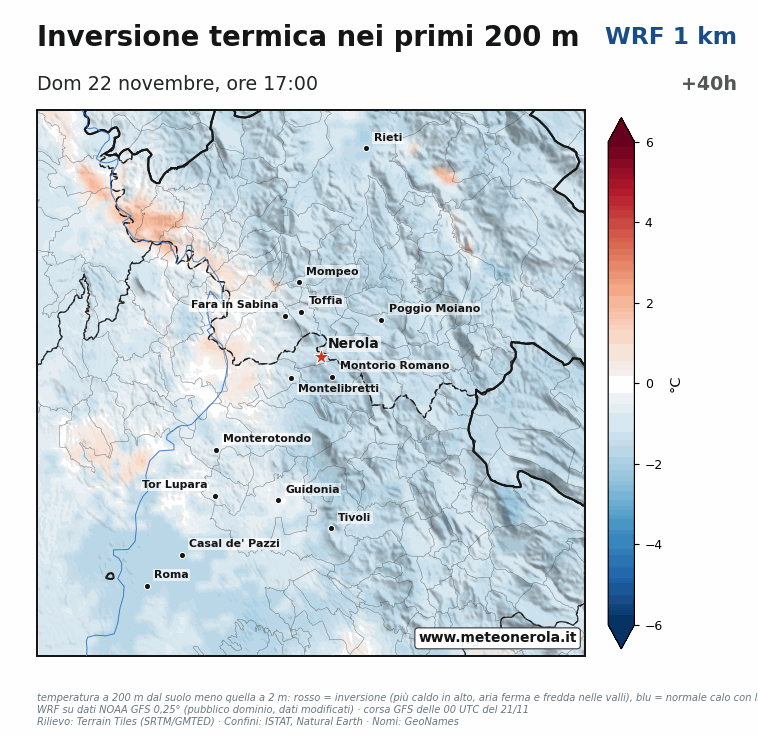 Inversione termica nei primi 200 m WRF 1 km
Dom 22 novembre, ore 17:00 +40h
Rieti
Mompeo
Fara in Sabina
Toffia
Poggio Moiano
Nerola
Montorio Romano
Montelibretti
Monterotondo
Tor Lupara
Guidonia
Tivoli
Casal de' Pazzi
Roma
www.meteonerola.it
6
4
2
0
−2
−4
−6
°C
temperatura a 200 m dal suolo meno quella a 2 m: rosso = inversione (più caldo in alto, aria ferma e fredda nelle valli), blu = normale calo con l
WRF su dati NOAA GFS 0,25° (pubblico dominio, dati modificati) · corsa GFS delle 00 UTC del 21/11
Rilievo: Terrain Tiles (SRTM/GMTED) · Confini: ISTAT, Natural Earth · Nomi: GeoNames